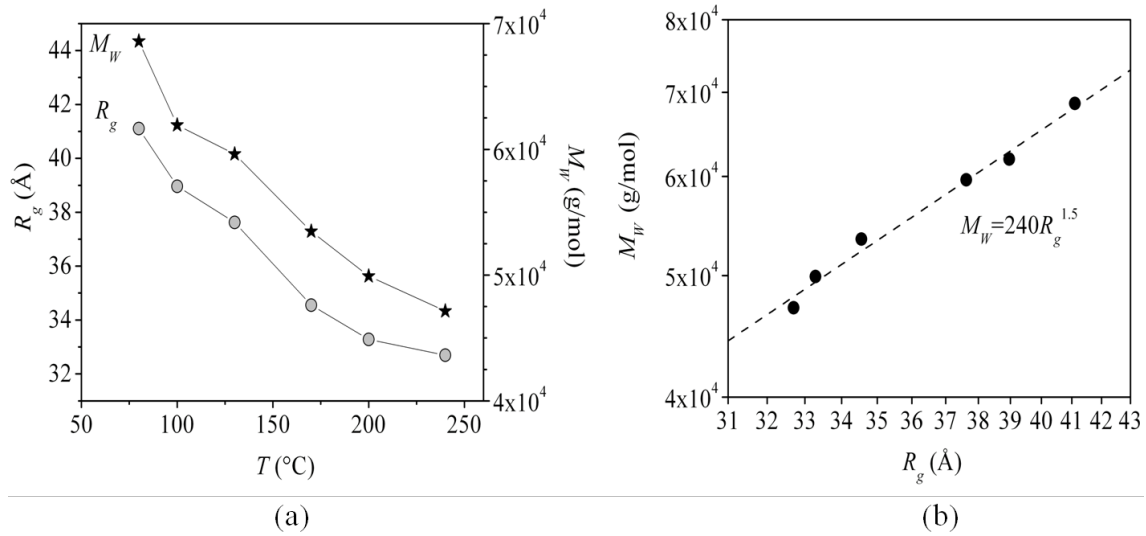 44
42
40
38
36
34
32
R_g (Å)
M_W
R_g
7x10^4
6x10^4
5x10^4
4x10^4
M_W (g/mol)
50 100 150 200 250
T (°C)
(a)
8x10^4
7x10^4
6x10^4
5x10^4
4x10^4
M_W (g/mol)
M_W=240R_g^1.5
31 32 33 34 35 36 37 38 39 40 41 42 43
R_g (Å)
(b)